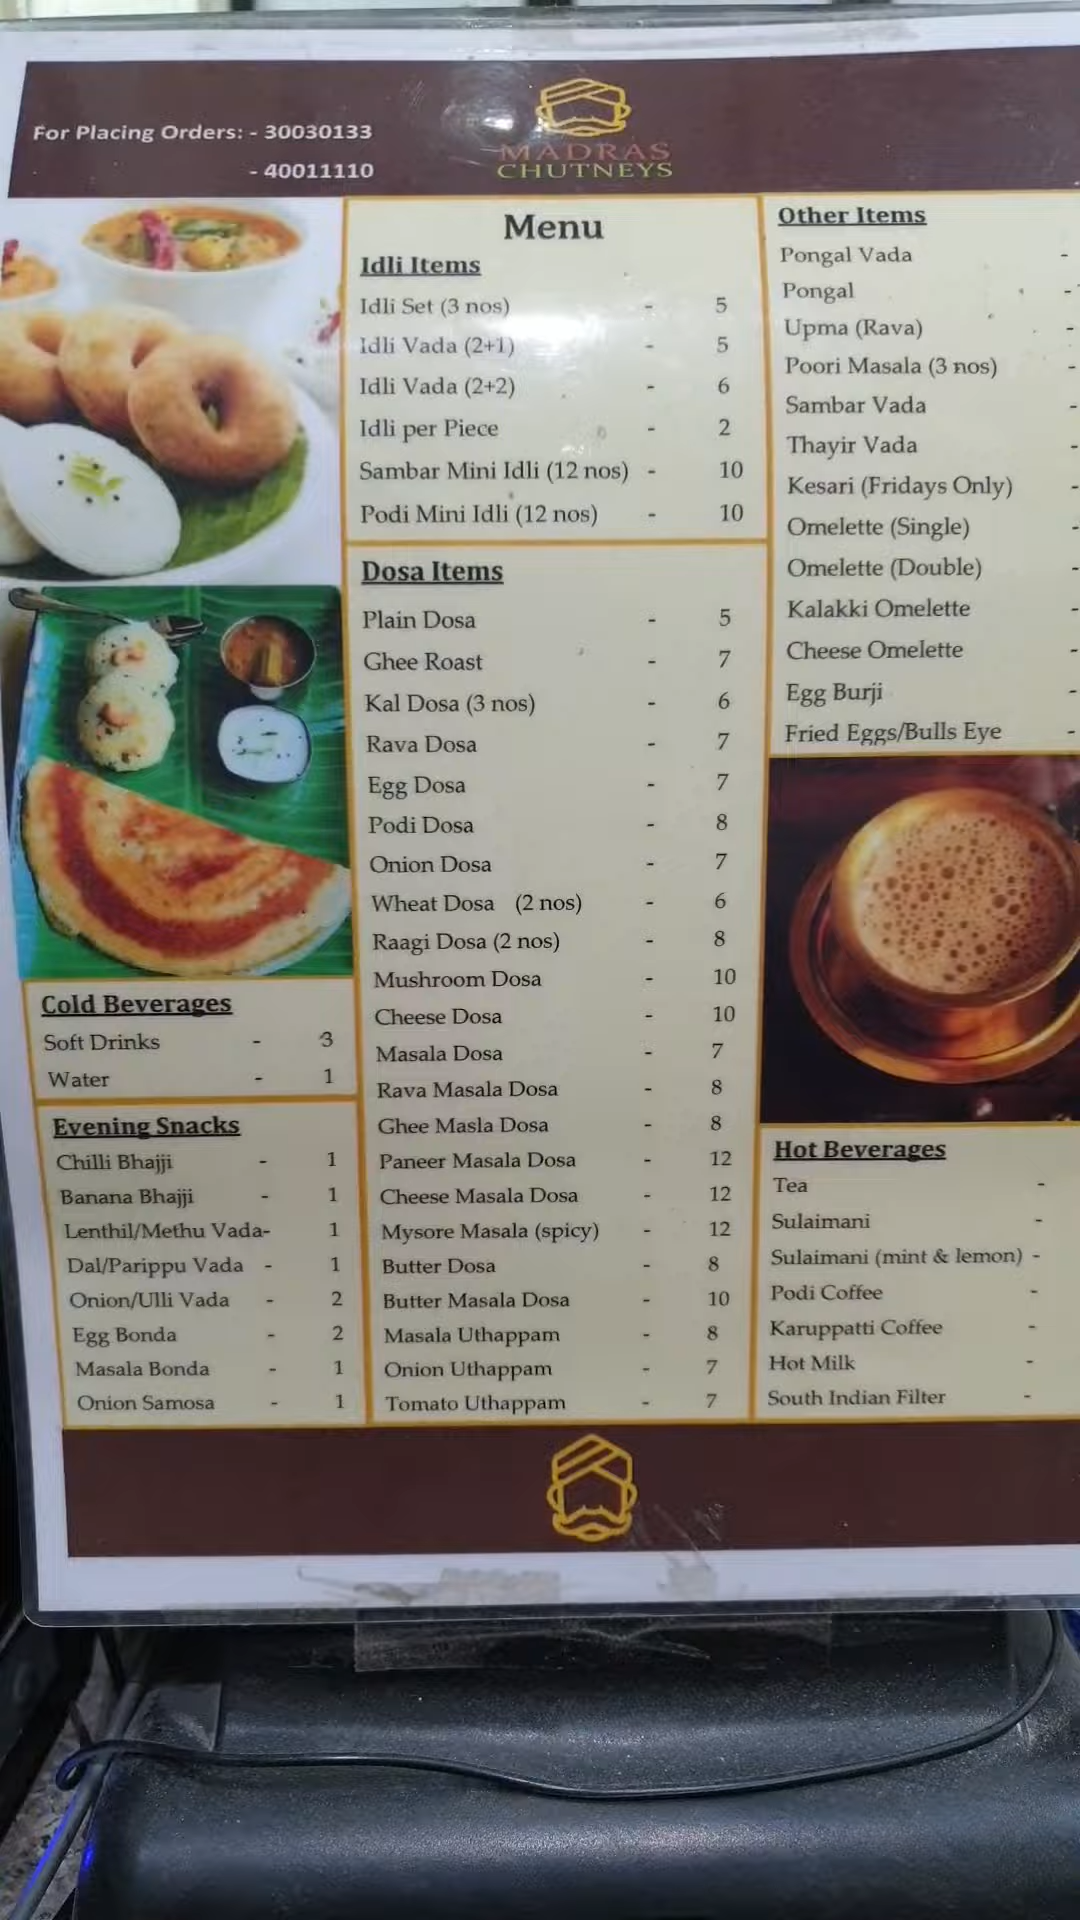 For Placing Orders: - 30030133
- 40011110
MADRAS
CHUTNEYS
Menu
Idli Items
Idli Set (3 nos) - 5
Idli Vada (2+1) - 5
Idli Vada (2+2) - 6
Idli per Piece - 2
Sambar Mini Idli (12 nos) - 10
Podi Mini Idli (12 nos) - 10
Dosa Items
Plain Dosa - 5
Ghee Roast - 7
Kal Dosa (3 nos) - 6
Rava Dosa - 7
Egg Dosa - 7
Podi Dosa - 8
Onion Dosa - 7
Wheat Dosa (2 nos) - 6
Raagi Dosa (2 nos) - 8
Mushroom Dosa - 10
Cheese Dosa - 10
Masala Dosa - 7
Rava Masala Dosa - 8
Ghee Masla Dosa - 8
Paneer Masala Dosa - 12
Cheese Masala Dosa - 12
Mysore Masala (spicy) - 12
Butter Dosa - 8
Butter Masala Dosa - 10
Masala Uthappam - 8
Onion Uthappam - 7
Tomato Uthappam - 7
Cold Beverages
Soft Drinks - 3
Water - 1
Evening Snacks
Chilli Bhajji - 1
Banana Bhajji - 1
Lenthil/Methu Vada- 1
Dal/Parippu Vada - 1
Onion/Ulli Vada - 2
Egg Bonda - 2
Masala Bonda - 1
Onion Samosa - 1
Other Items
Pongal Vada -
Pongal -
Upma (Rava) -
Poori Masala (3 nos) -
Sambar Vada -
Thayir Vada -
Kesari (Fridays Only) -
Omelette (Single) -
Omelette (Double) -
Kalakki Omelette -
Cheese Omelette -
Egg Burji -
Fried Eggs/Bulls Eye -
Hot Beverages
Tea -
Sulaimani -
Sulaimani (mint & lemon) -
Podi Coffee -
Karuppatti Coffee -
Hot Milk -
South Indian Filter -